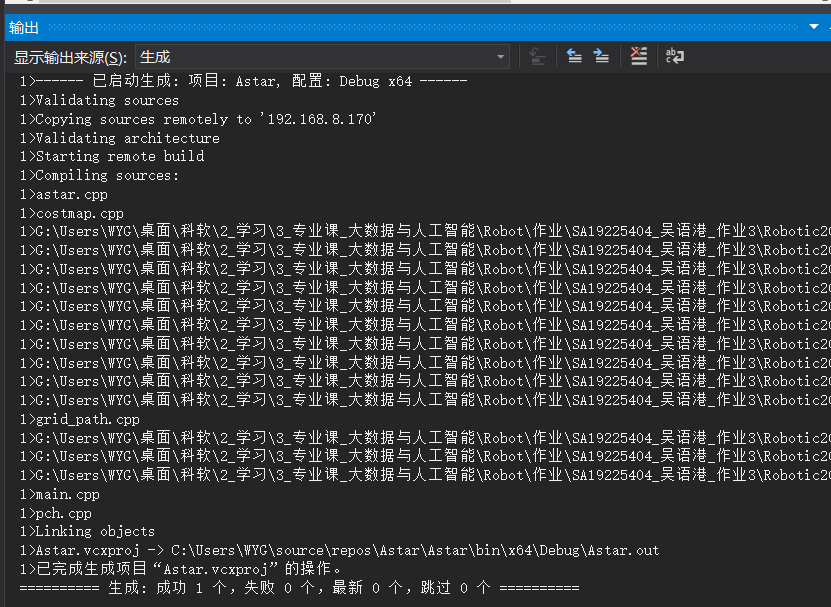 输出
显示输出来源(S): 生成
1>------ 已启动生成: 项目: Astar, 配置: Debug x64 ------
1>Validating sources
1>Copying sources remotely to '192.168.8.170'
1>Validating architecture
1>Starting remote build
1>Compiling sources:
1>astar.cpp
1>costmap.cpp
1>G:\Users\WYG\桌面\科软\2_学习\3_专业课_大数据与人工智能\Robot\作业\SA19225404_吴语港_作业3\Robotic20
1>G:\Users\WYG\桌面\科软\2_学习\3_专业课_大数据与人工智能\Robot\作业\SA19225404_吴语港_作业3\Robotic20
1>G:\Users\WYG\桌面\科软\2_学习\3_专业课_大数据与人工智能\Robot\作业\SA19225404_吴语港_作业3\Robotic20
1>G:\Users\WYG\桌面\科软\2_学习\3_专业课_大数据与人工智能\Robot\作业\SA19225404_吴语港_作业3\Robotic20
1>G:\Users\WYG\桌面\科软\2_学习\3_专业课_大数据与人工智能\Robot\作业\SA19225404_吴语港_作业3\Robotic20
1>G:\Users\WYG\桌面\科软\2_学习\3_专业课_大数据与人工智能\Robot\作业\SA19225404_吴语港_作业3\Robotic20
1>G:\Users\WYG\桌面\科软\2_学习\3_专业课_大数据与人工智能\Robot\作业\SA19225404_吴语港_作业3\Robotic20
1>G:\Users\WYG\桌面\科软\2_学习\3_专业课_大数据与人工智能\Robot\作业\SA19225404_吴语港_作业3\Robotic20
1>G:\Users\WYG\桌面\科软\2_学习\3_专业课_大数据与人工智能\Robot\作业\SA19225404_吴语港_作业3\Robotic20
1>G:\Users\WYG\桌面\科软\2_学习\3_专业课_大数据与人工智能\Robot\作业\SA19225404_吴语港_作业3\Robotic20
1>grid_path.cpp
1>G:\Users\WYG\桌面\科软\2_学习\3_专业课_大数据与人工智能\Robot\作业\SA19225404_吴语港_作业3\Robotic20
1>G:\Users\WYG\桌面\科软\2_学习\3_专业课_大数据与人工智能\Robot\作业\SA19225404_吴语港_作业3\Robotic20
1>G:\Users\WYG\桌面\科软\2_学习\3_专业课_大数据与人工智能\Robot\作业\SA19225404_吴语港_作业3\Robotic20
1>main.cpp
1>pch.cpp
1>Linking objects
1>Astar.vcxproj -> C:\Users\WYG\source\repos\Astar\Astar\bin\x64\Debug\Astar.out
1>已完成生成项目“Astar.vcxproj”的操作。
========== 生成: 成功 1 个，失败 0 个，最新 0 个，跳过 0 个 ==========